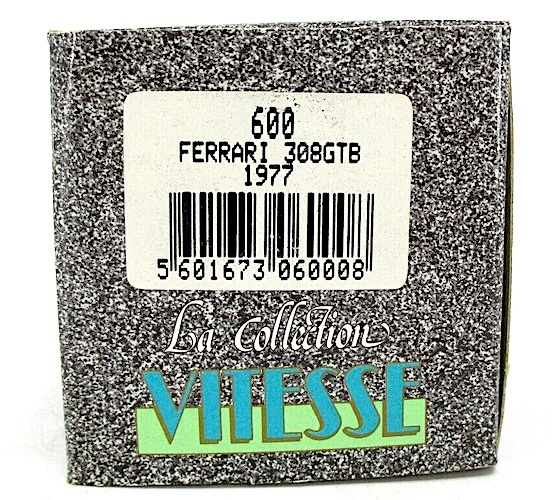 600
FERRARI 308GTB
1977
5 601673 060008
La Collection
VITESSE